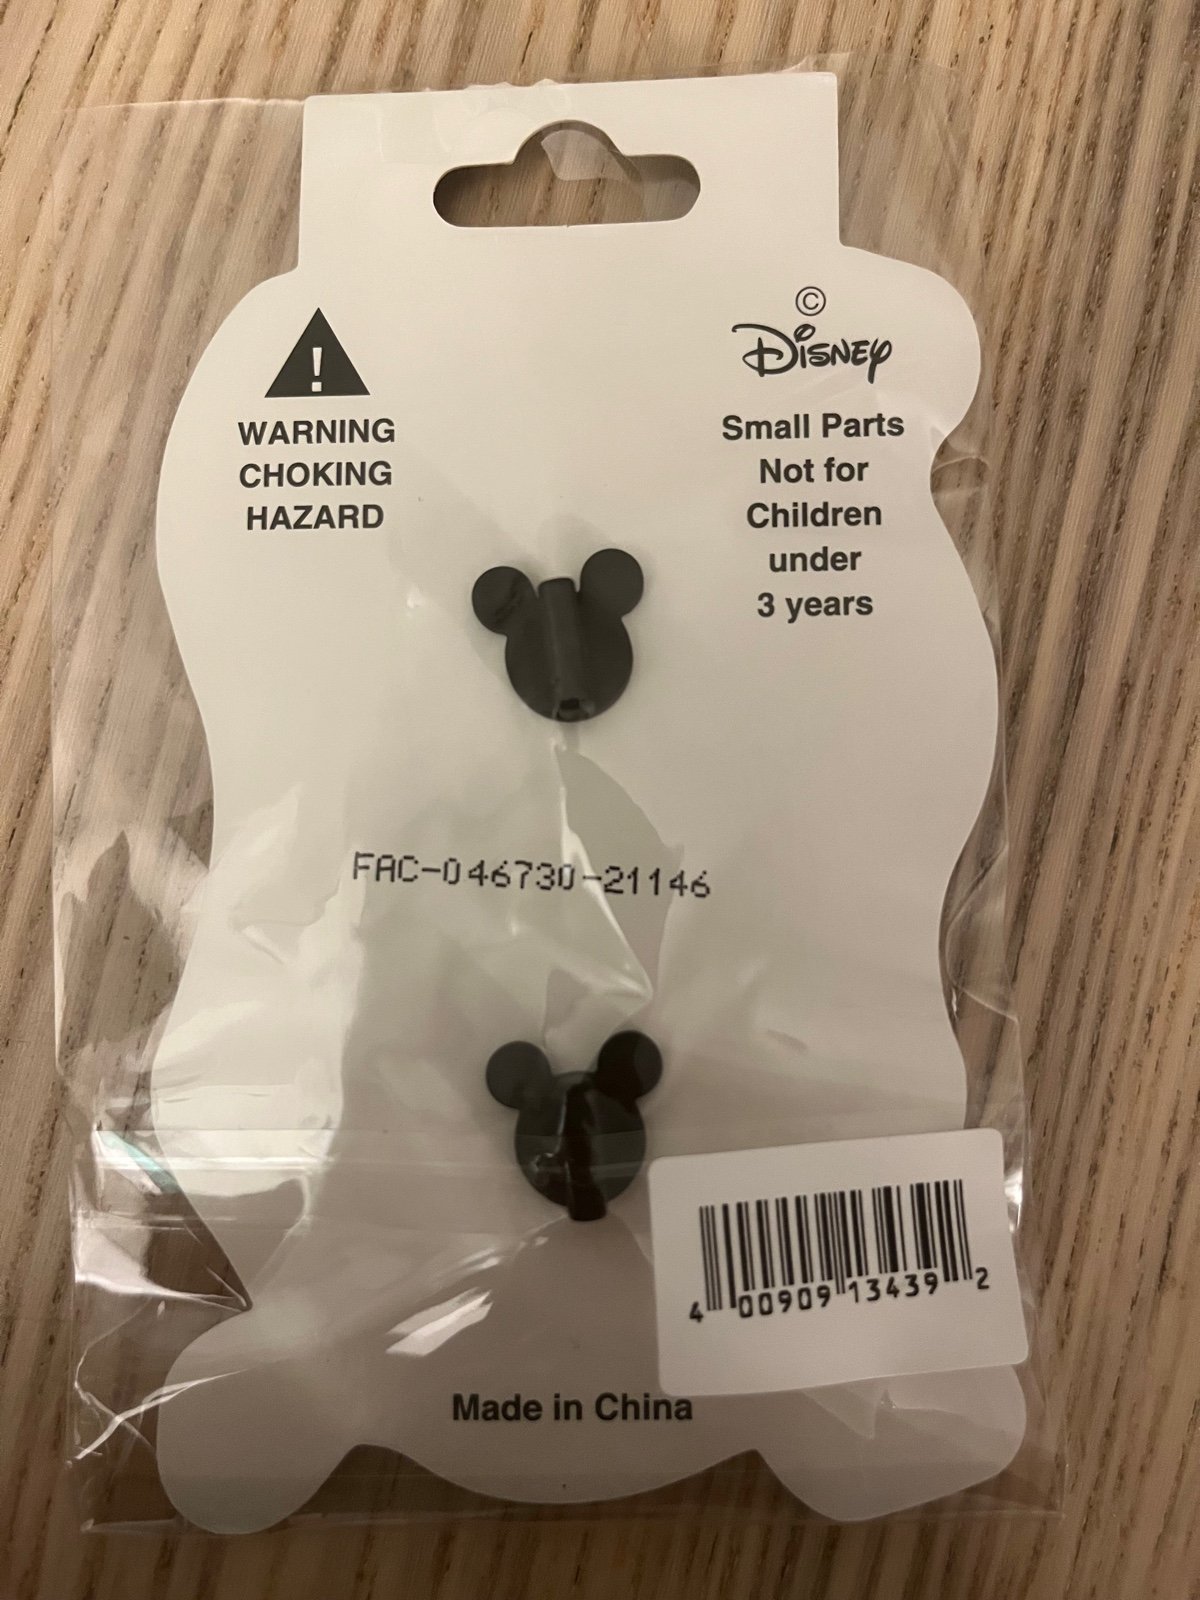 !
WARNING
CHOKING
HAZARD
©
Disney
Small Parts
Not for
Children
under
3 years
FAC-046730-21146
4 00909 13439 2
Made in China